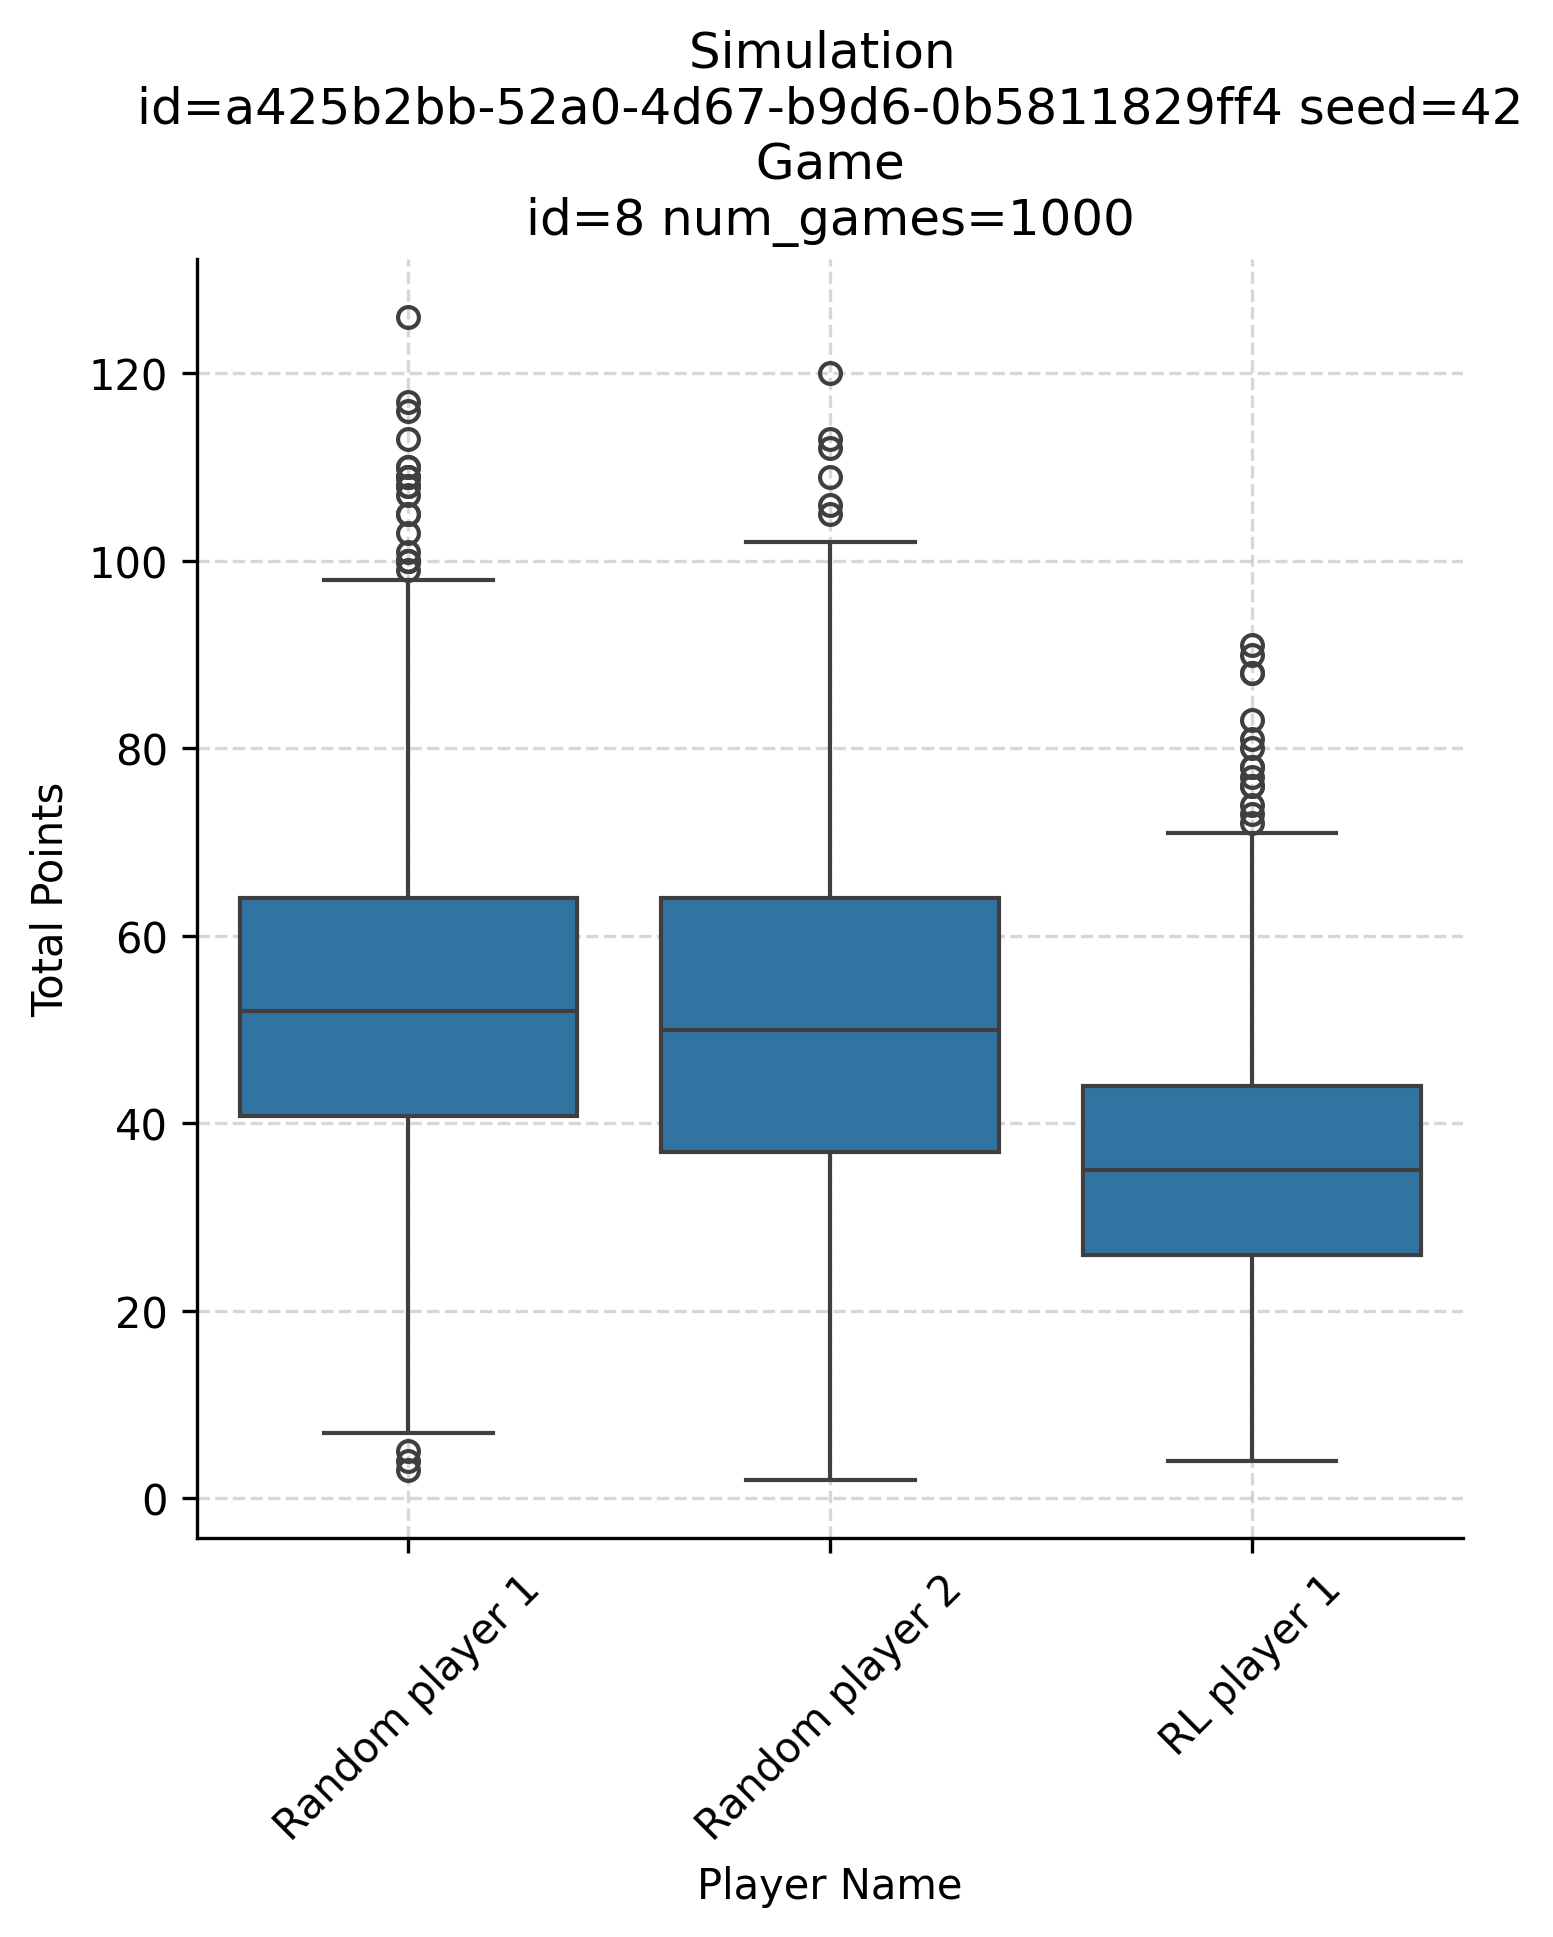 Simulation
id=a425b2bb-52a0-4d67-b9d6-0b5811829ff4 seed=42
Game
id=8 num_games=1000
120
100
80
60
40
20
0
Total Points
Random player 1
Random player 2
RL player 1
Player Name